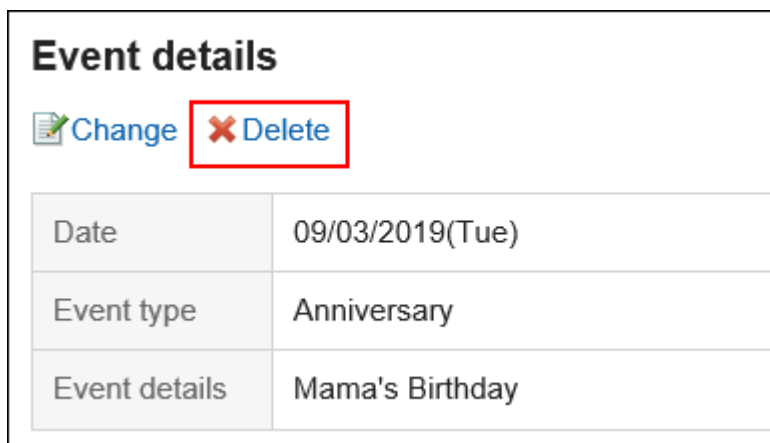 Event details
Change Delete
Date 09/03/2019(Tue)
Event type Anniversary
Event details Mama's Birthday